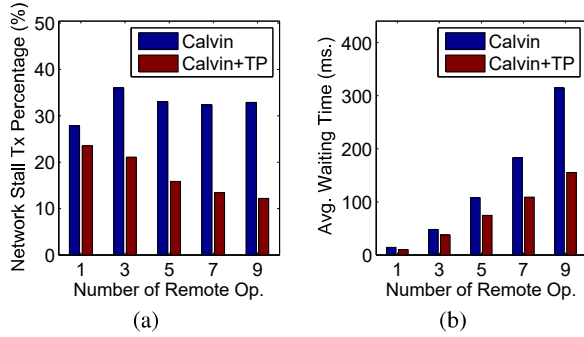 Network Stall Tx Percentage (%)
50
40
30
20
10
0
Calvin
Calvin+TP
1 3 5 7 9
Number of Remote Op.
(a)
Avg. Waiting Time (ms.)
400
300
200
100
0
Calvin
Calvin+TP
1 3 5 7 9
Number of Remote Op.
(b)